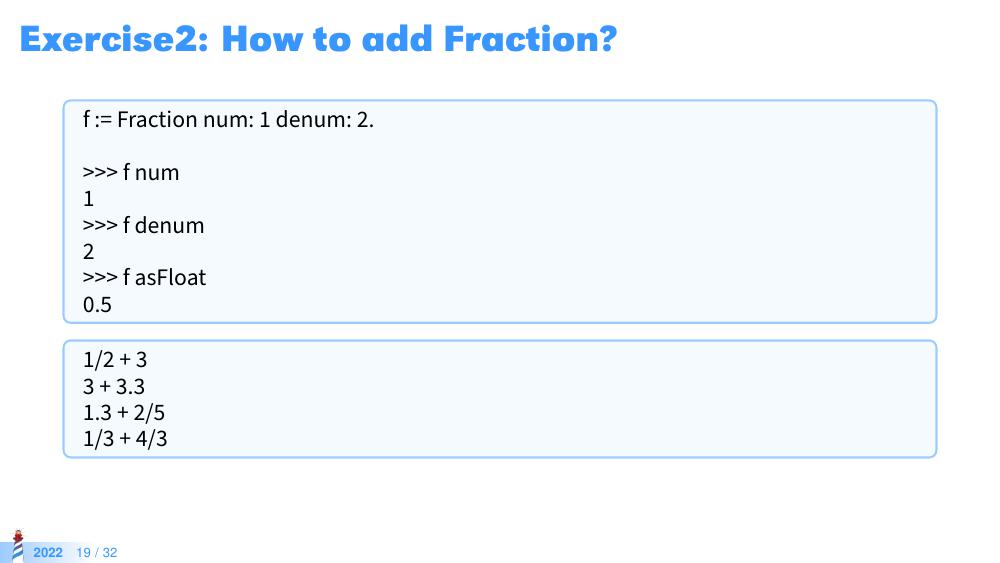 Exercise2: How to add Fraction?
f := Fraction num: 1 denum: 2.
>>> f num
1
>>> f denum
2
>>> f asFloat
0.5
1/2 + 3
3 + 3.3
1.3 + 2/5
1/3 + 4/3
2022 19 / 32